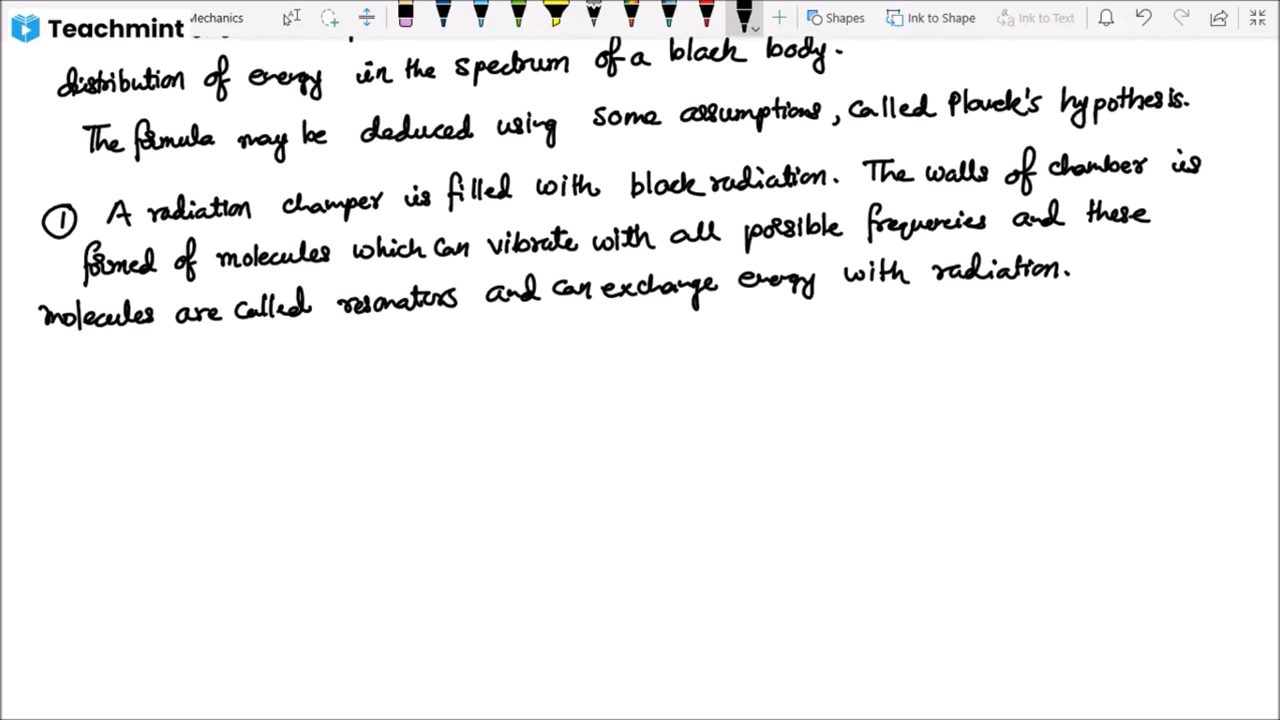 Teachmint
Mechanics
Shapes
Ink to Shape
Ink to Text
distribution of energy in the spectrum of a black body.
The formula may be deduced using some assumptions, called Planck's hypothesis.
① A radiation champer is filled with black radiation. The walls of chamber is
formed of molecules which can vibrate with all possible frequencies and these
molecules are called resonators and can exchange energy with radiation.